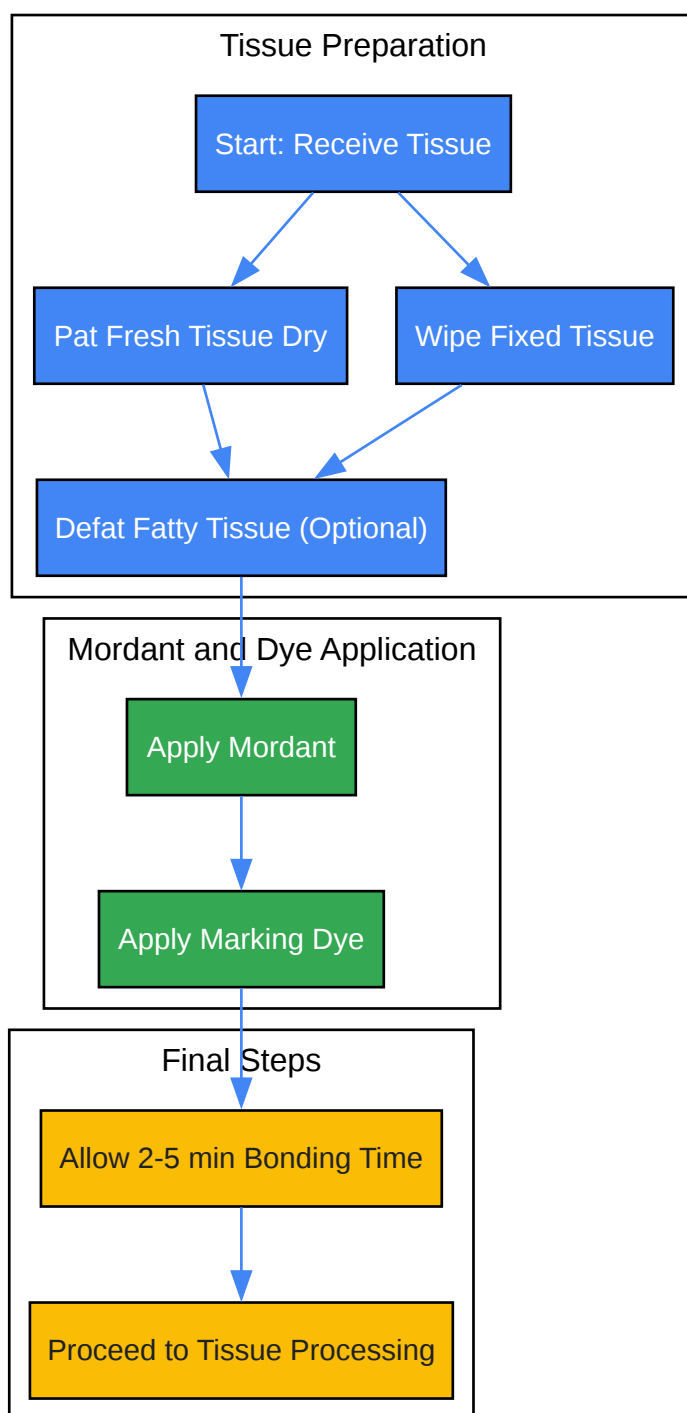 Tissue Preparation
Start: Receive Tissue
Pat Fresh Tissue Dry
Wipe Fixed Tissue
Defat Fatty Tissue (Optional)
Mordant and Dye Application
Apply Mordant
Apply Marking Dye
Final Steps
Allow 2-5 min Bonding Time
Proceed to Tissue Processing